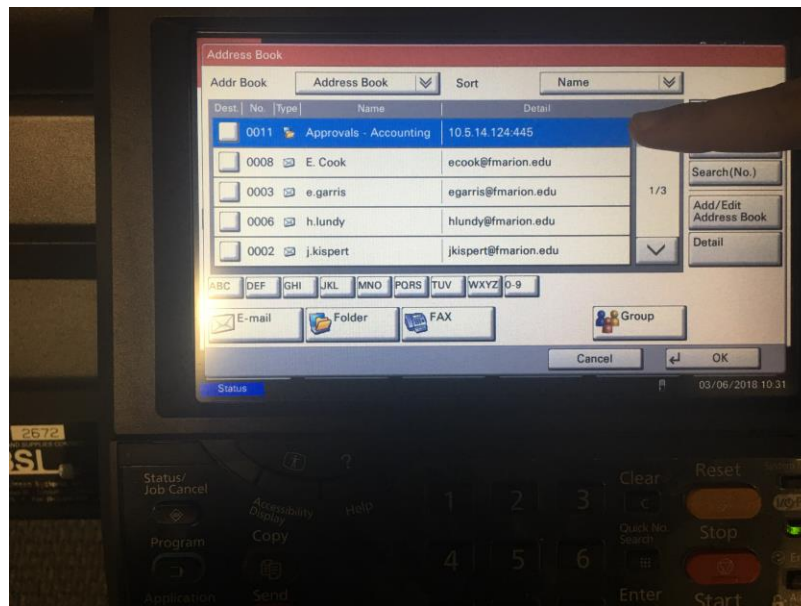 Address Book
Addr Book Address Book Sort Name
Dest. No. Type Name Detail
0011 Approvals - Accounting 10.5.14.124:445
0008 E. Cook ecook@fmarion.edu
Search(No.)
0003 e.garris egarris@fmarion.edu 1/3
Add/Edit
Address Book
0006 h.lundy hlundy@fmarion.edu
0002 j.kispert jkispert@fmarion.edu Detail
ABC DEF GHI JKL MNO PQRS TUV WXYZ 0-9
E-mail Folder FAX Group
Cancel OK
Status 03/06/2018 10:31
2672
BSL
Status/
Job Cancel
Accessibility
Display
Help
?
1 2 3
Clear
C
Reset
Program
Copy
4 5 6
Quick No.
Search
Stop
Application
Send
Enter
Start